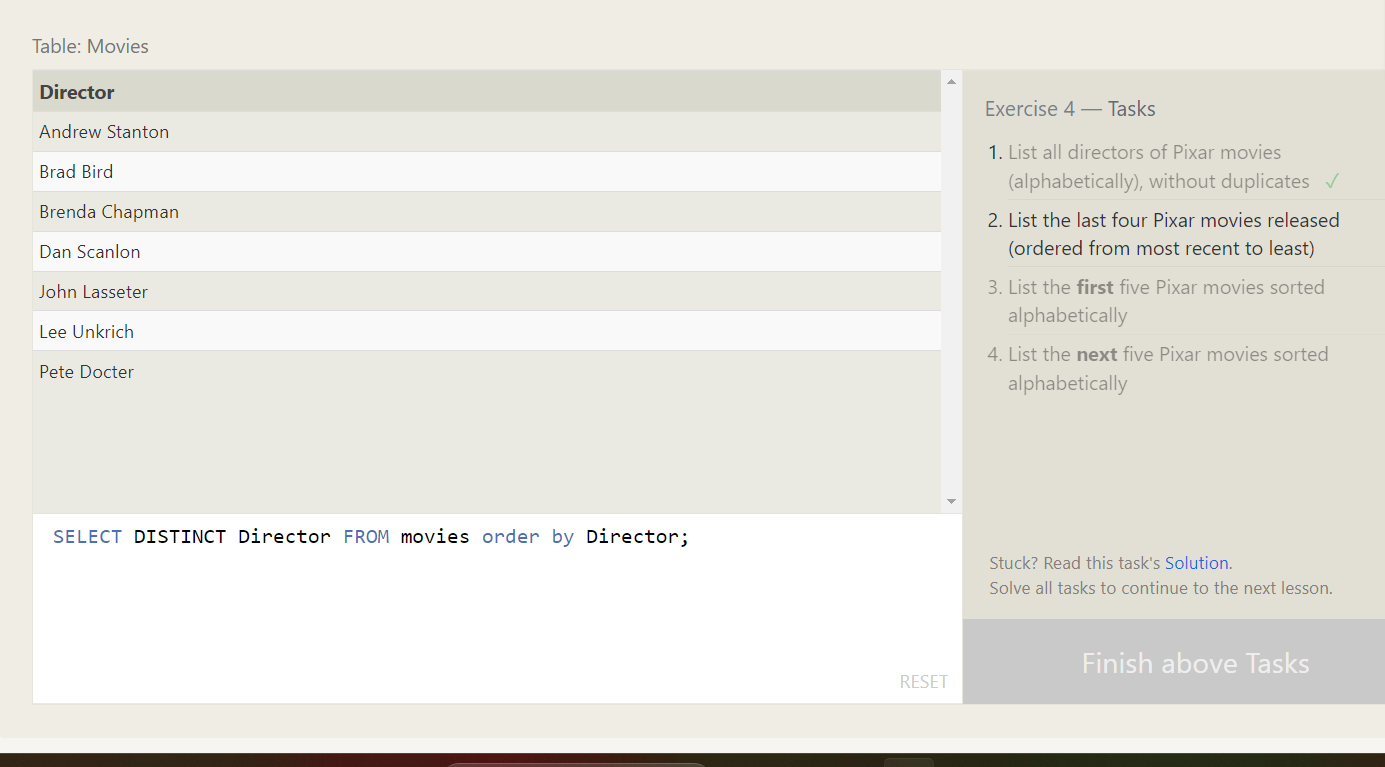 Table: Movies
Director
Andrew Stanton
Brad Bird
Brenda Chapman
Dan Scanlon
John Lasseter
Lee Unkrich
Pete Docter
SELECT DISTINCT Director FROM movies order by Director;
RESET
Exercise 4 — Tasks
1. List all directors of Pixar movies
(alphabetically), without duplicates ✓
2. List the last four Pixar movies released
(ordered from most recent to least)
3. List the first five Pixar movies sorted
alphabetically
4. List the next five Pixar movies sorted
alphabetically
Stuck? Read this task's Solution.
Solve all tasks to continue to the next lesson.
Finish above Tasks